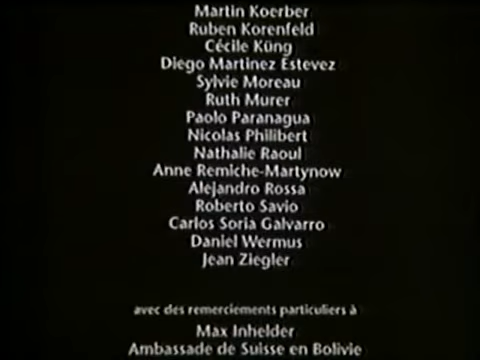 Martin Koerber
Ruben Korenfeld
Cécile Küng
Diego Martinez Estevez
Sylvie Moreau
Ruth Murer
Paolo Paranagua
Nicolas Philibert
Nathalie Raoul
Anne Remiche-Martynow
Alejandro Rossa
Roberto Savio
Carlos Soria Galvarro
Daniel Wermus
Jean Ziegler
avec des remerciements particuliers à
Max Inhelder
Ambassade de Suisse en Bolivie